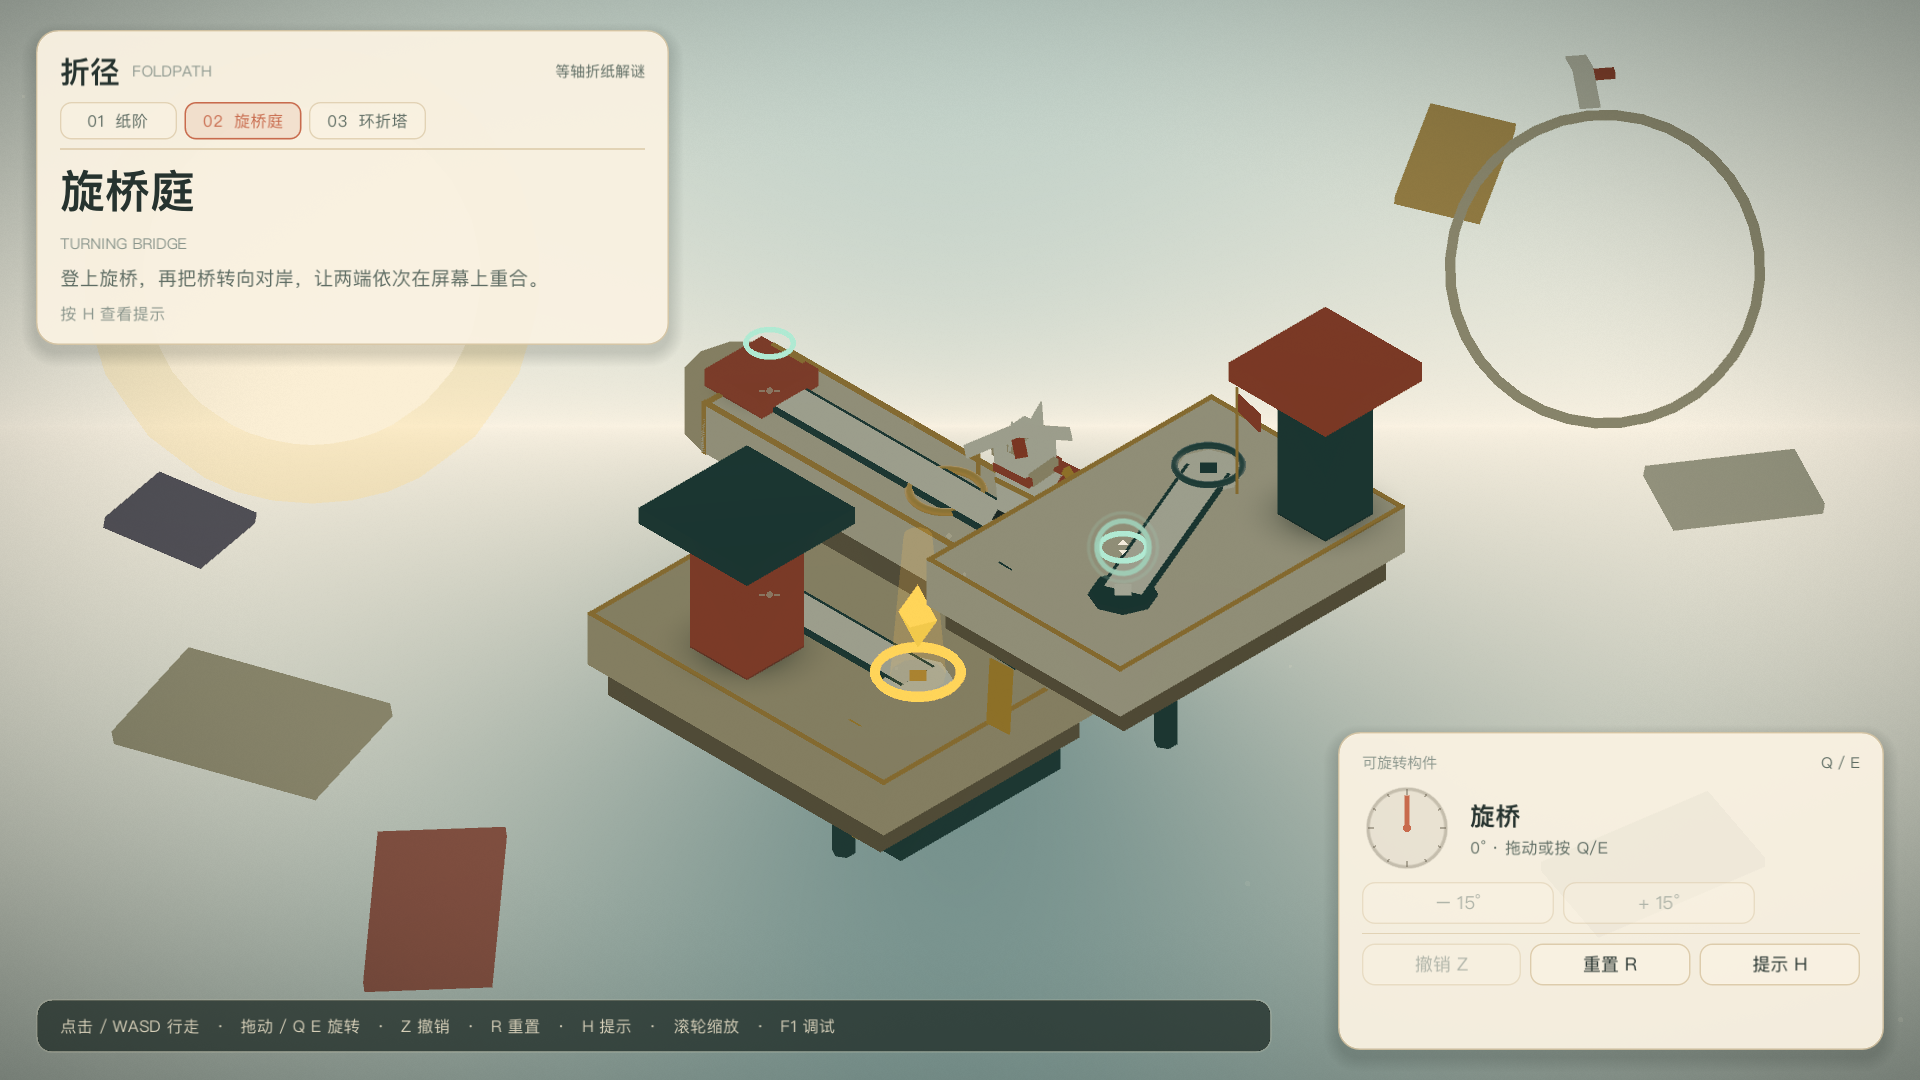 折径 FOLDPATH 等轴折纸解谜
01 纸阶 02 旋桥庭 03 环折塔
旋桥庭
TURNING BRIDGE
登上旋桥，再把桥转向对岸，让两端依次在屏幕上重合。
按 H 查看提示
可旋转构件 Q / E
旋桥
0° · 拖动或按 Q/E
− 15° + 15°
撤销 Z 重置 R 提示 H
点击 / WASD 行走 · 拖动 / Q E 旋转 · Z 撤销 · R 重置 · H 提示 · 滚轮缩放 · F1 调试